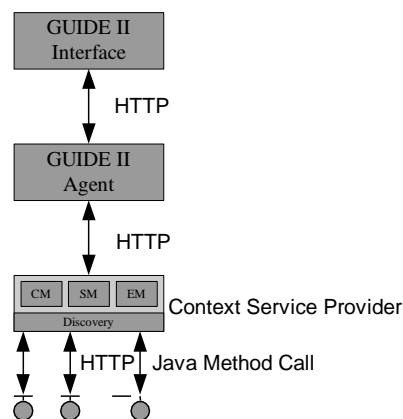 GUIDE II
Interface
HTTP
GUIDE II
Agent
HTTP
CM SM EM
Context Service Provider
Discovery
HTTP Java Method Call